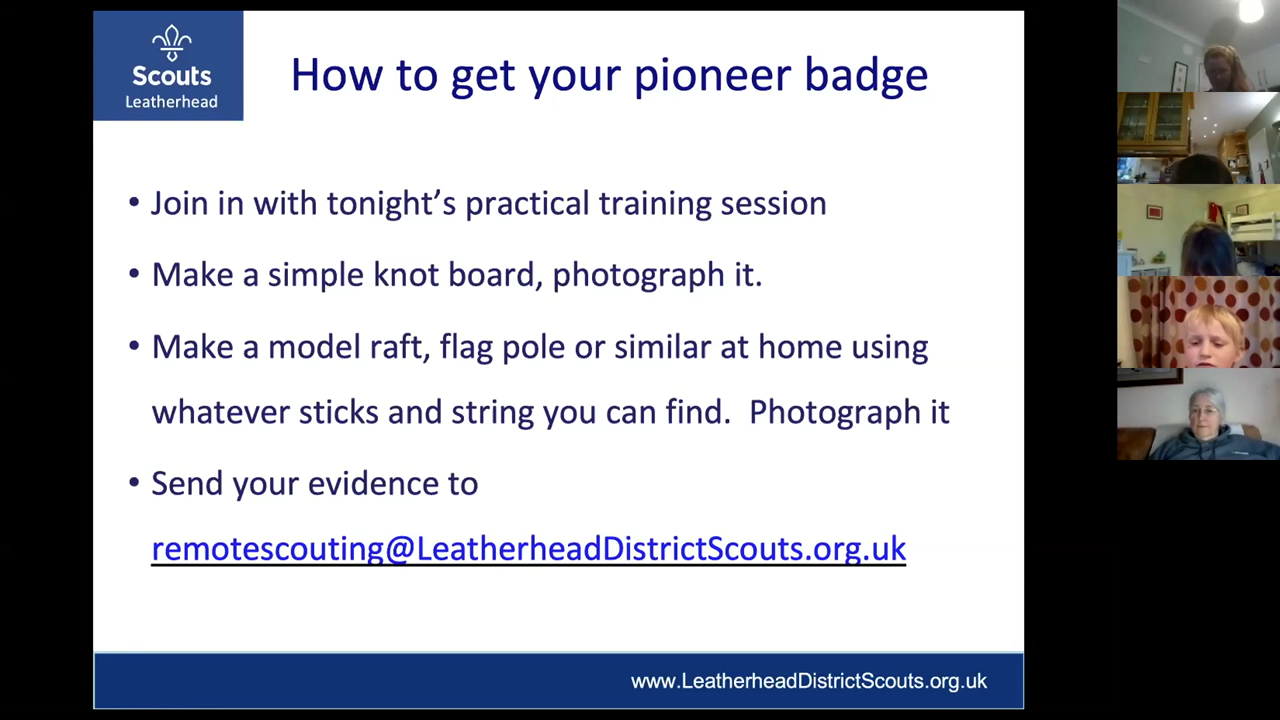 Scouts
Leatherhead
How to get your pioneer badge
• Join in with tonight's practical training session
• Make a simple knot board, photograph it.
• Make a model raft, flag pole or similar at home using
whatever sticks and string you can find.  Photograph it
• Send your evidence to
remotescouting@LeatherheadDistrictScouts.org.uk
www.LeatherheadDistrictScouts.org.uk